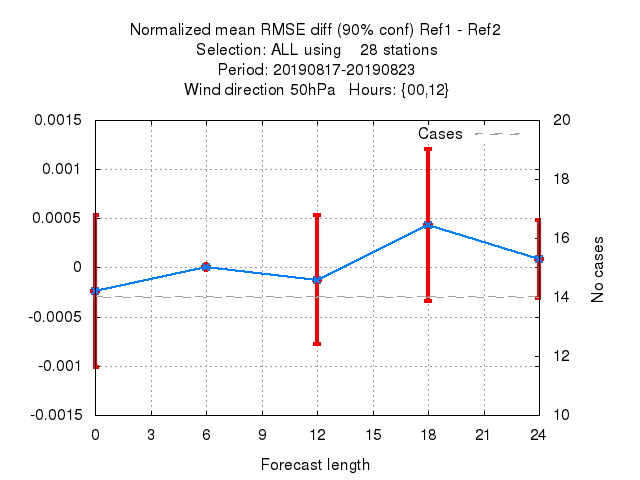 Normalized mean RMSE diff (90% conf) Ref1 - Ref2
Selection: ALL using 28 stations
Period: 20190817-20190823
Wind direction 50hPa Hours: {00,12}
Cases
0.0015
0.001
0.0005
0
-0.0005
-0.001
-0.0015
20
18
16
14
12
10
No cases
0 3 6 9 12 15 18 21 24
Forecast length